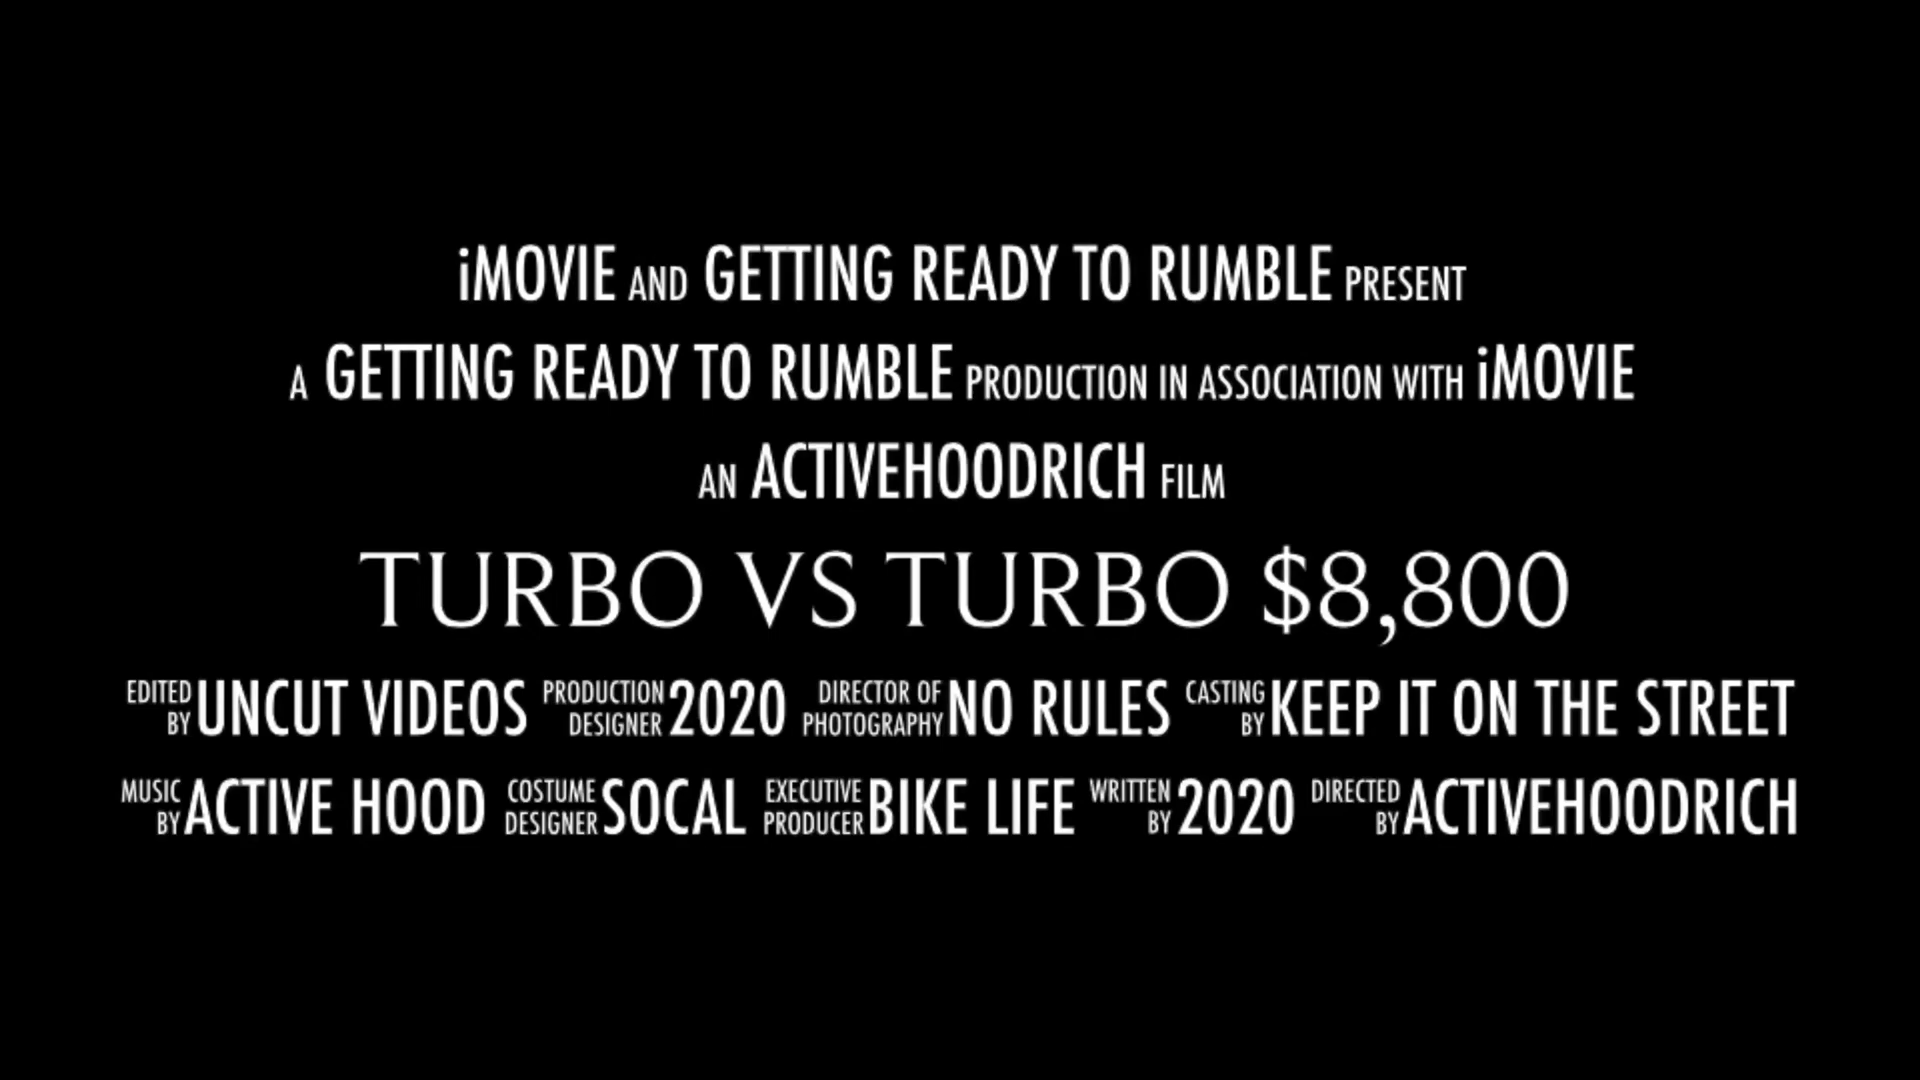 iMOVIE AND GETTING READY TO RUMBLE PRESENT
A GETTING READY TO RUMBLE PRODUCTION IN ASSOCIATION WITH iMOVIE
AN ACTIVEHOODRICH FILM
TURBO VS TURBO $8,800
EDITED BY UNCUT VIDEOS PRODUCTION DESIGNER 2020 DIRECTOR OF PHOTOGRAPHY NO RULES CASTING BY KEEP IT ON THE STREET
MUSIC BY ACTIVE HOOD COSTUME DESIGNER SOCAL EXECUTIVE PRODUCER BIKE LIFE WRITTEN BY 2020 DIRECTED BY ACTIVEHOODRICH